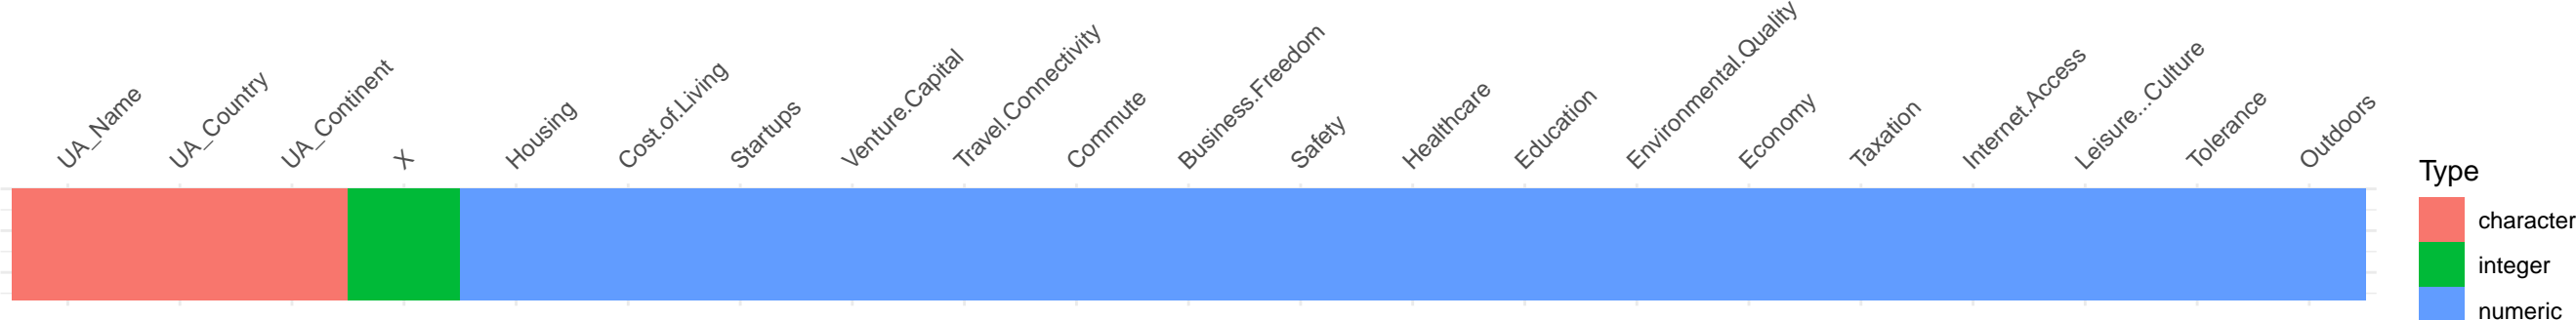 UA_Name
UA_Country
UA_Continent
X
Housing
Cost.of.Living
Startups
Venture.Capital
Travel.Connectivity
Commute
Business.Freedom
Safety
Healthcare
Education
Environmental.Quality
Economy
Taxation
Internet.Access
Leisure...Culture
Tolerance
Outdoors
Type
character
integer
numeric